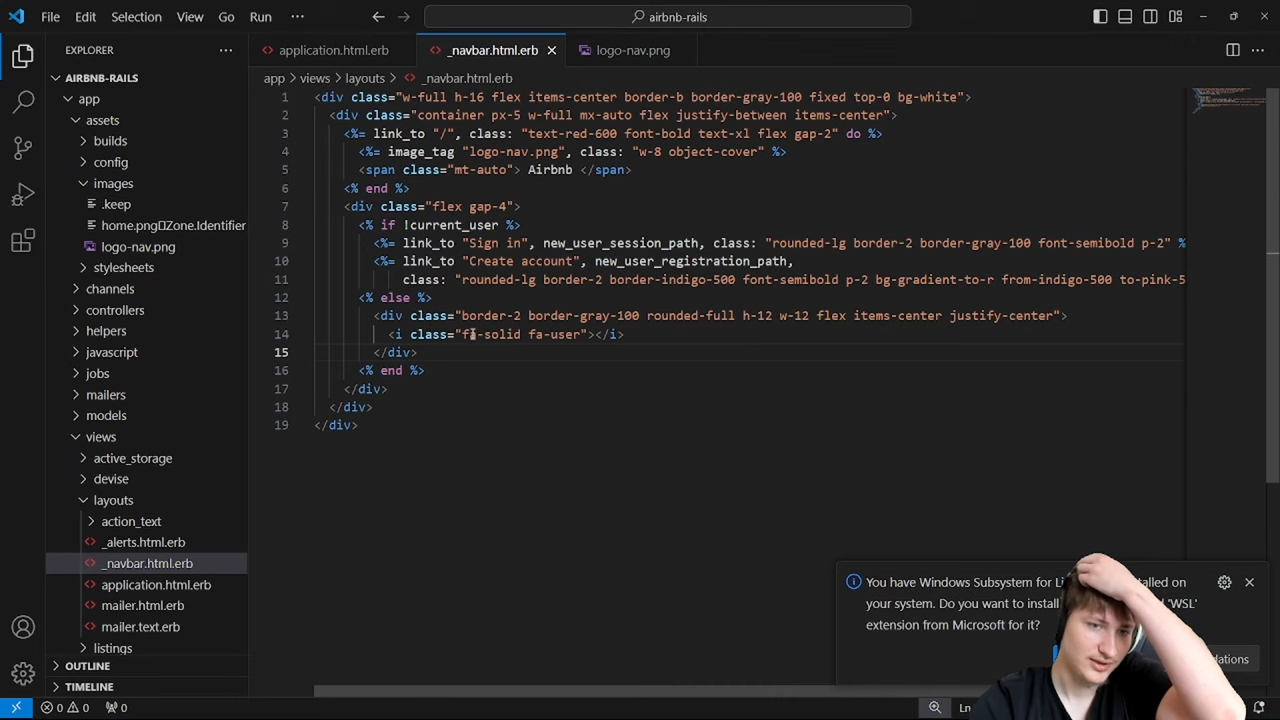 File Edit Selection View Go Run ··· airbnb-rails
EXPLORER ···
application.html.erb _navbar.html.erb logo-nav.png
AIRBNB-RAILS
app > views > layouts > _navbar.html.erb
app
assets
builds
config
images
.keep
home.png▯Zone.Identifier
logo-nav.png
stylesheets
channels
controllers
helpers
javascript
jobs
mailers
models
views
active_storage
devise
layouts
action_text
_alerts.html.erb
_navbar.html.erb
application.html.erb
mailer.html.erb
mailer.text.erb
listings
OUTLINE
TIMELINE
1 <div class="w-full h-16 flex items-center border-b border-gray-100 fixed top-0 bg-white">
2 <div class="container px-5 w-full mx-auto flex justify-between items-center">
3 <%= link_to "/", class: "text-red-600 font-bold text-xl flex gap-2" do %>
4 <%= image_tag "logo-nav.png", class: "w-8 object-cover" %>
5 <span class="mt-auto"> Airbnb </span>
6 <% end %>
7 <div class="flex gap-4">
8 <% if !current_user %>
9 <%= link_to "Sign in", new_user_session_path, class: "rounded-lg border-2 border-gray-100 font-semibold p-2" %
10 <%= link_to "Create account", new_user_registration_path,
11 class: "rounded-lg border-2 border-indigo-500 font-semibold p-2 bg-gradient-to-r from-indigo-500 to-pink-5
12 <% else %>
13 <div class="border-2 border-gray-100 rounded-full h-12 w-12 flex items-center justify-center">
14 <i class="fa-solid fa-user"></i>
15 </div>
16 <% end %>
17 </div>
18 </div>
19 </div>
You have Windows Subsystem for installed on
your system. Do you want to install 'WSL'
extension from Microsoft for it?
0 0 0 Ln